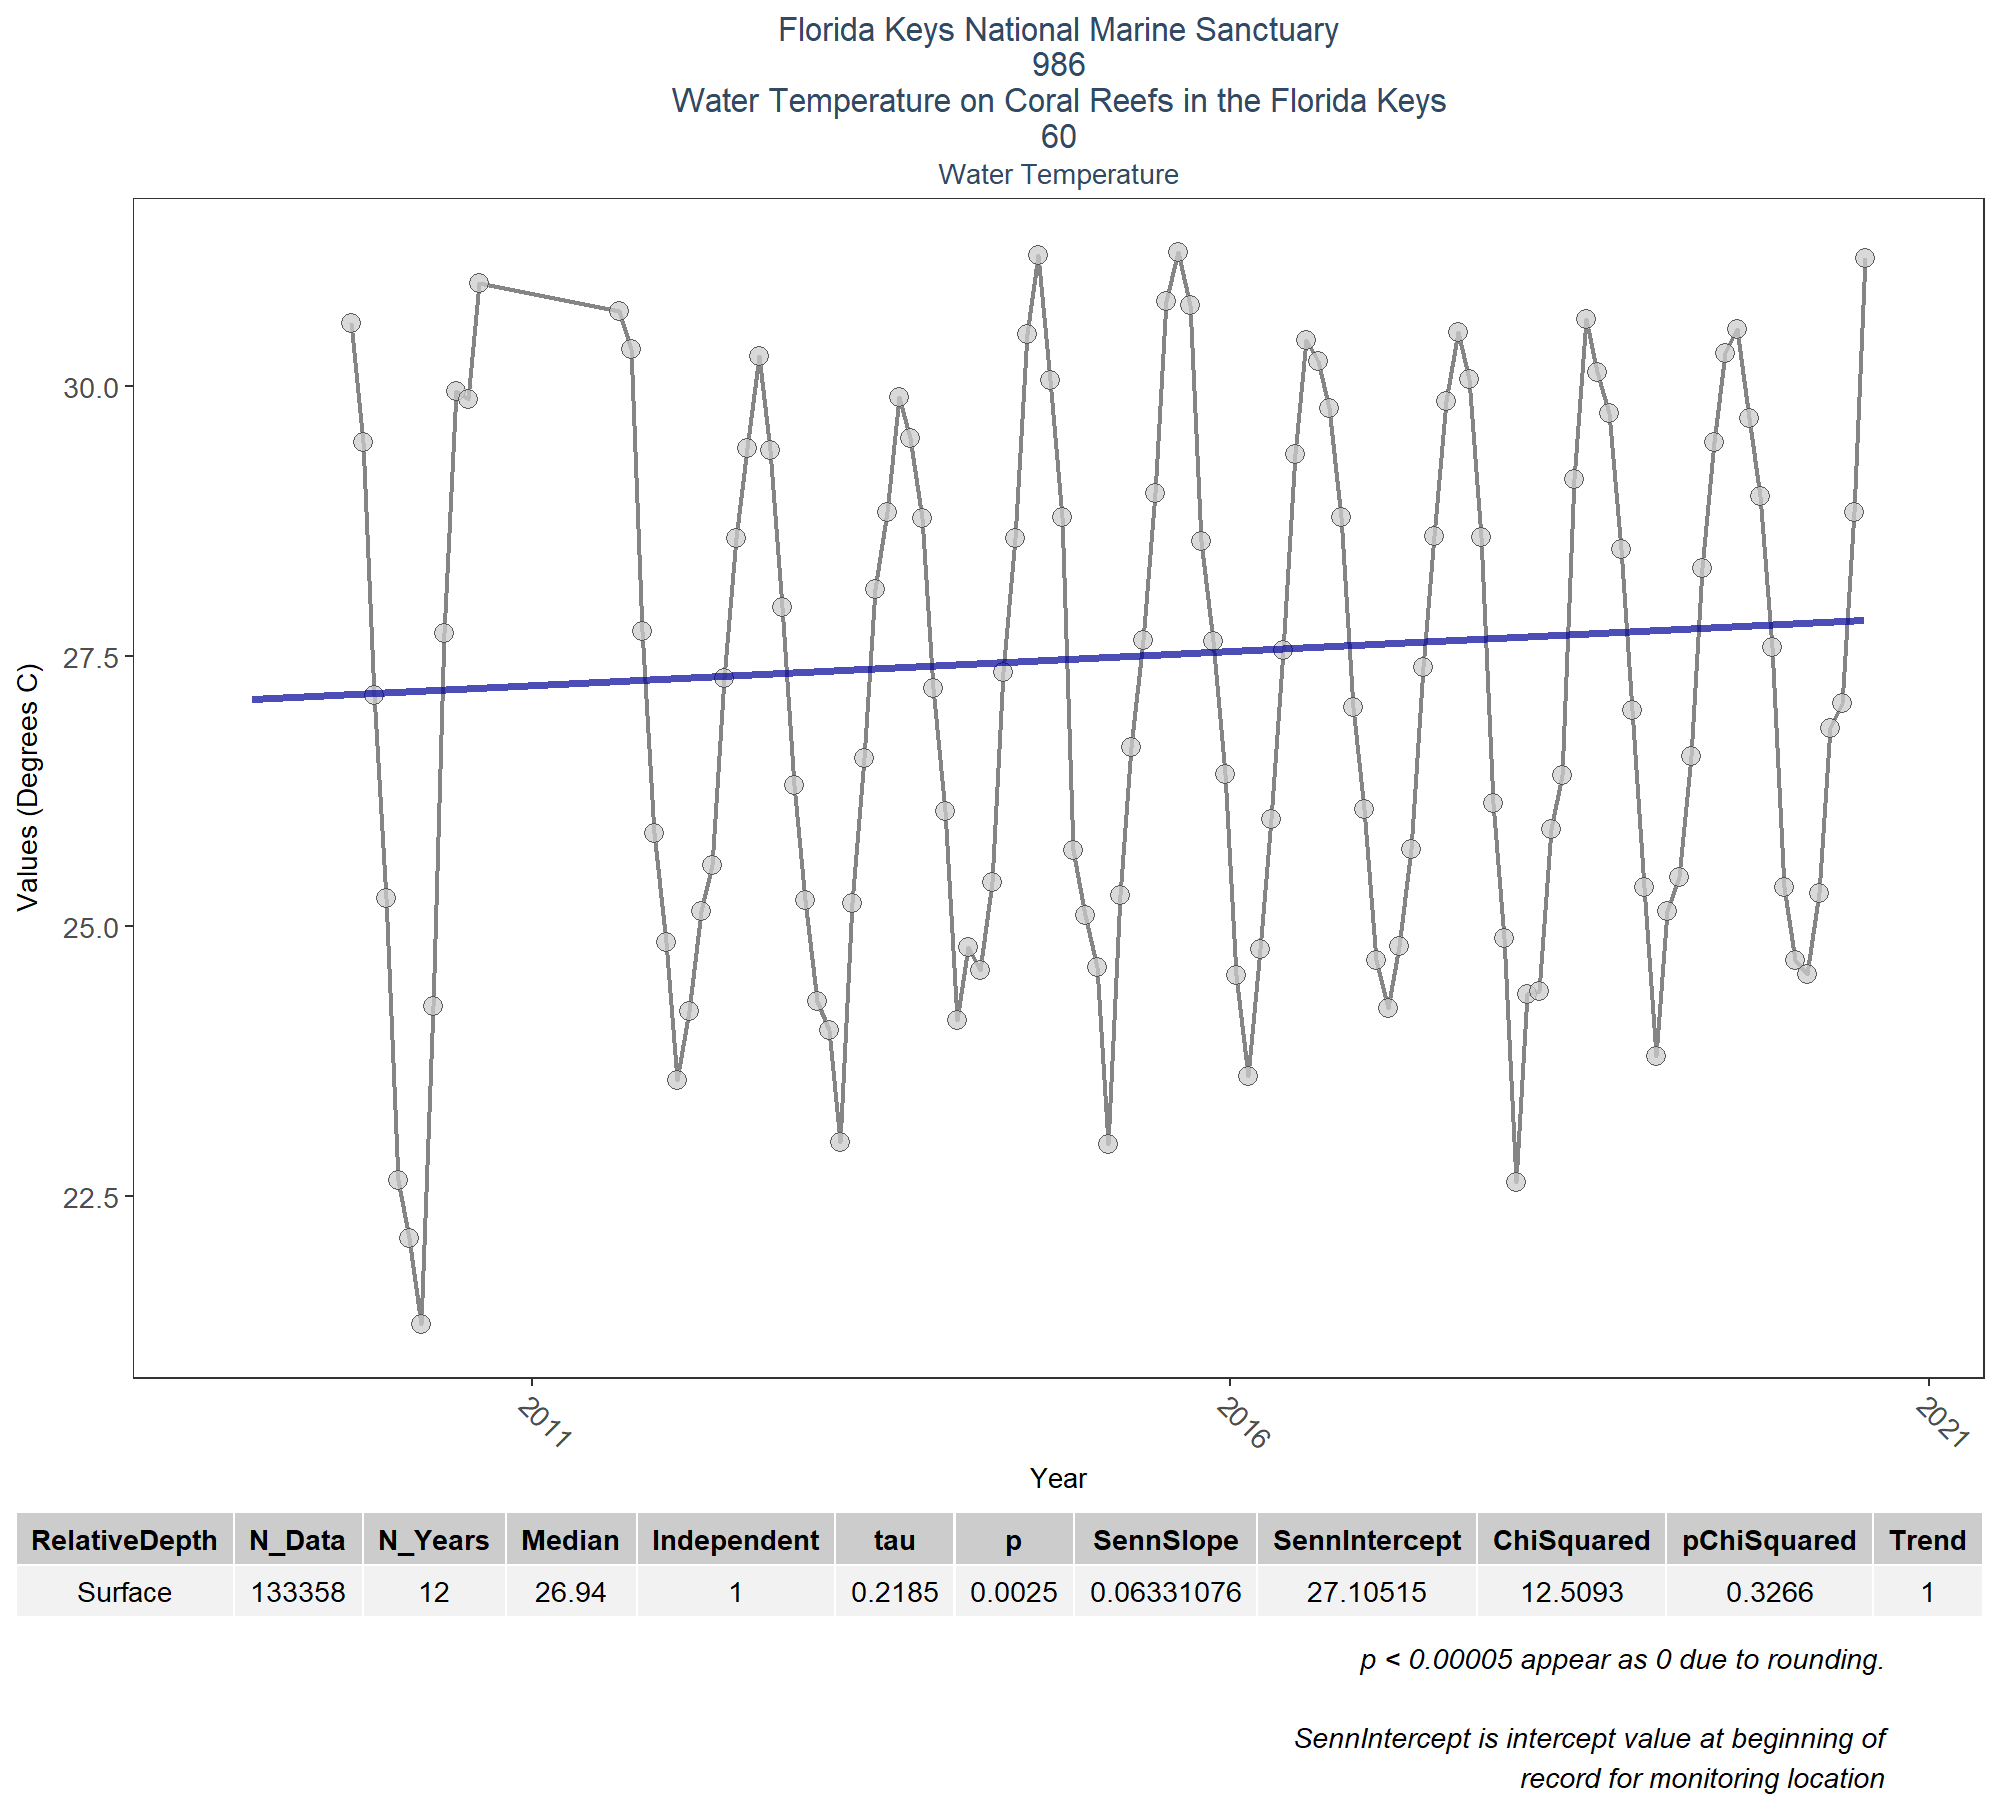 Florida Keys National Marine Sanctuary
986
Water Temperature on Coral Reefs in the Florida Keys
60
Water Temperature
Values (Degrees C)
30.0
27.5
25.0
22.5
2011
2016
2021
Year
RelativeDepth N_Data N_Years Median Independent tau p SennSlope SennIntercept ChiSquared pChiSquared Trend
Surface 133358 12 26.94 1 0.2185 0.0025 0.06331076 27.10515 12.5093 0.3266 1
p < 0.00005 appear as 0 due to rounding.
SennIntercept is intercept value at beginning of
record for monitoring location